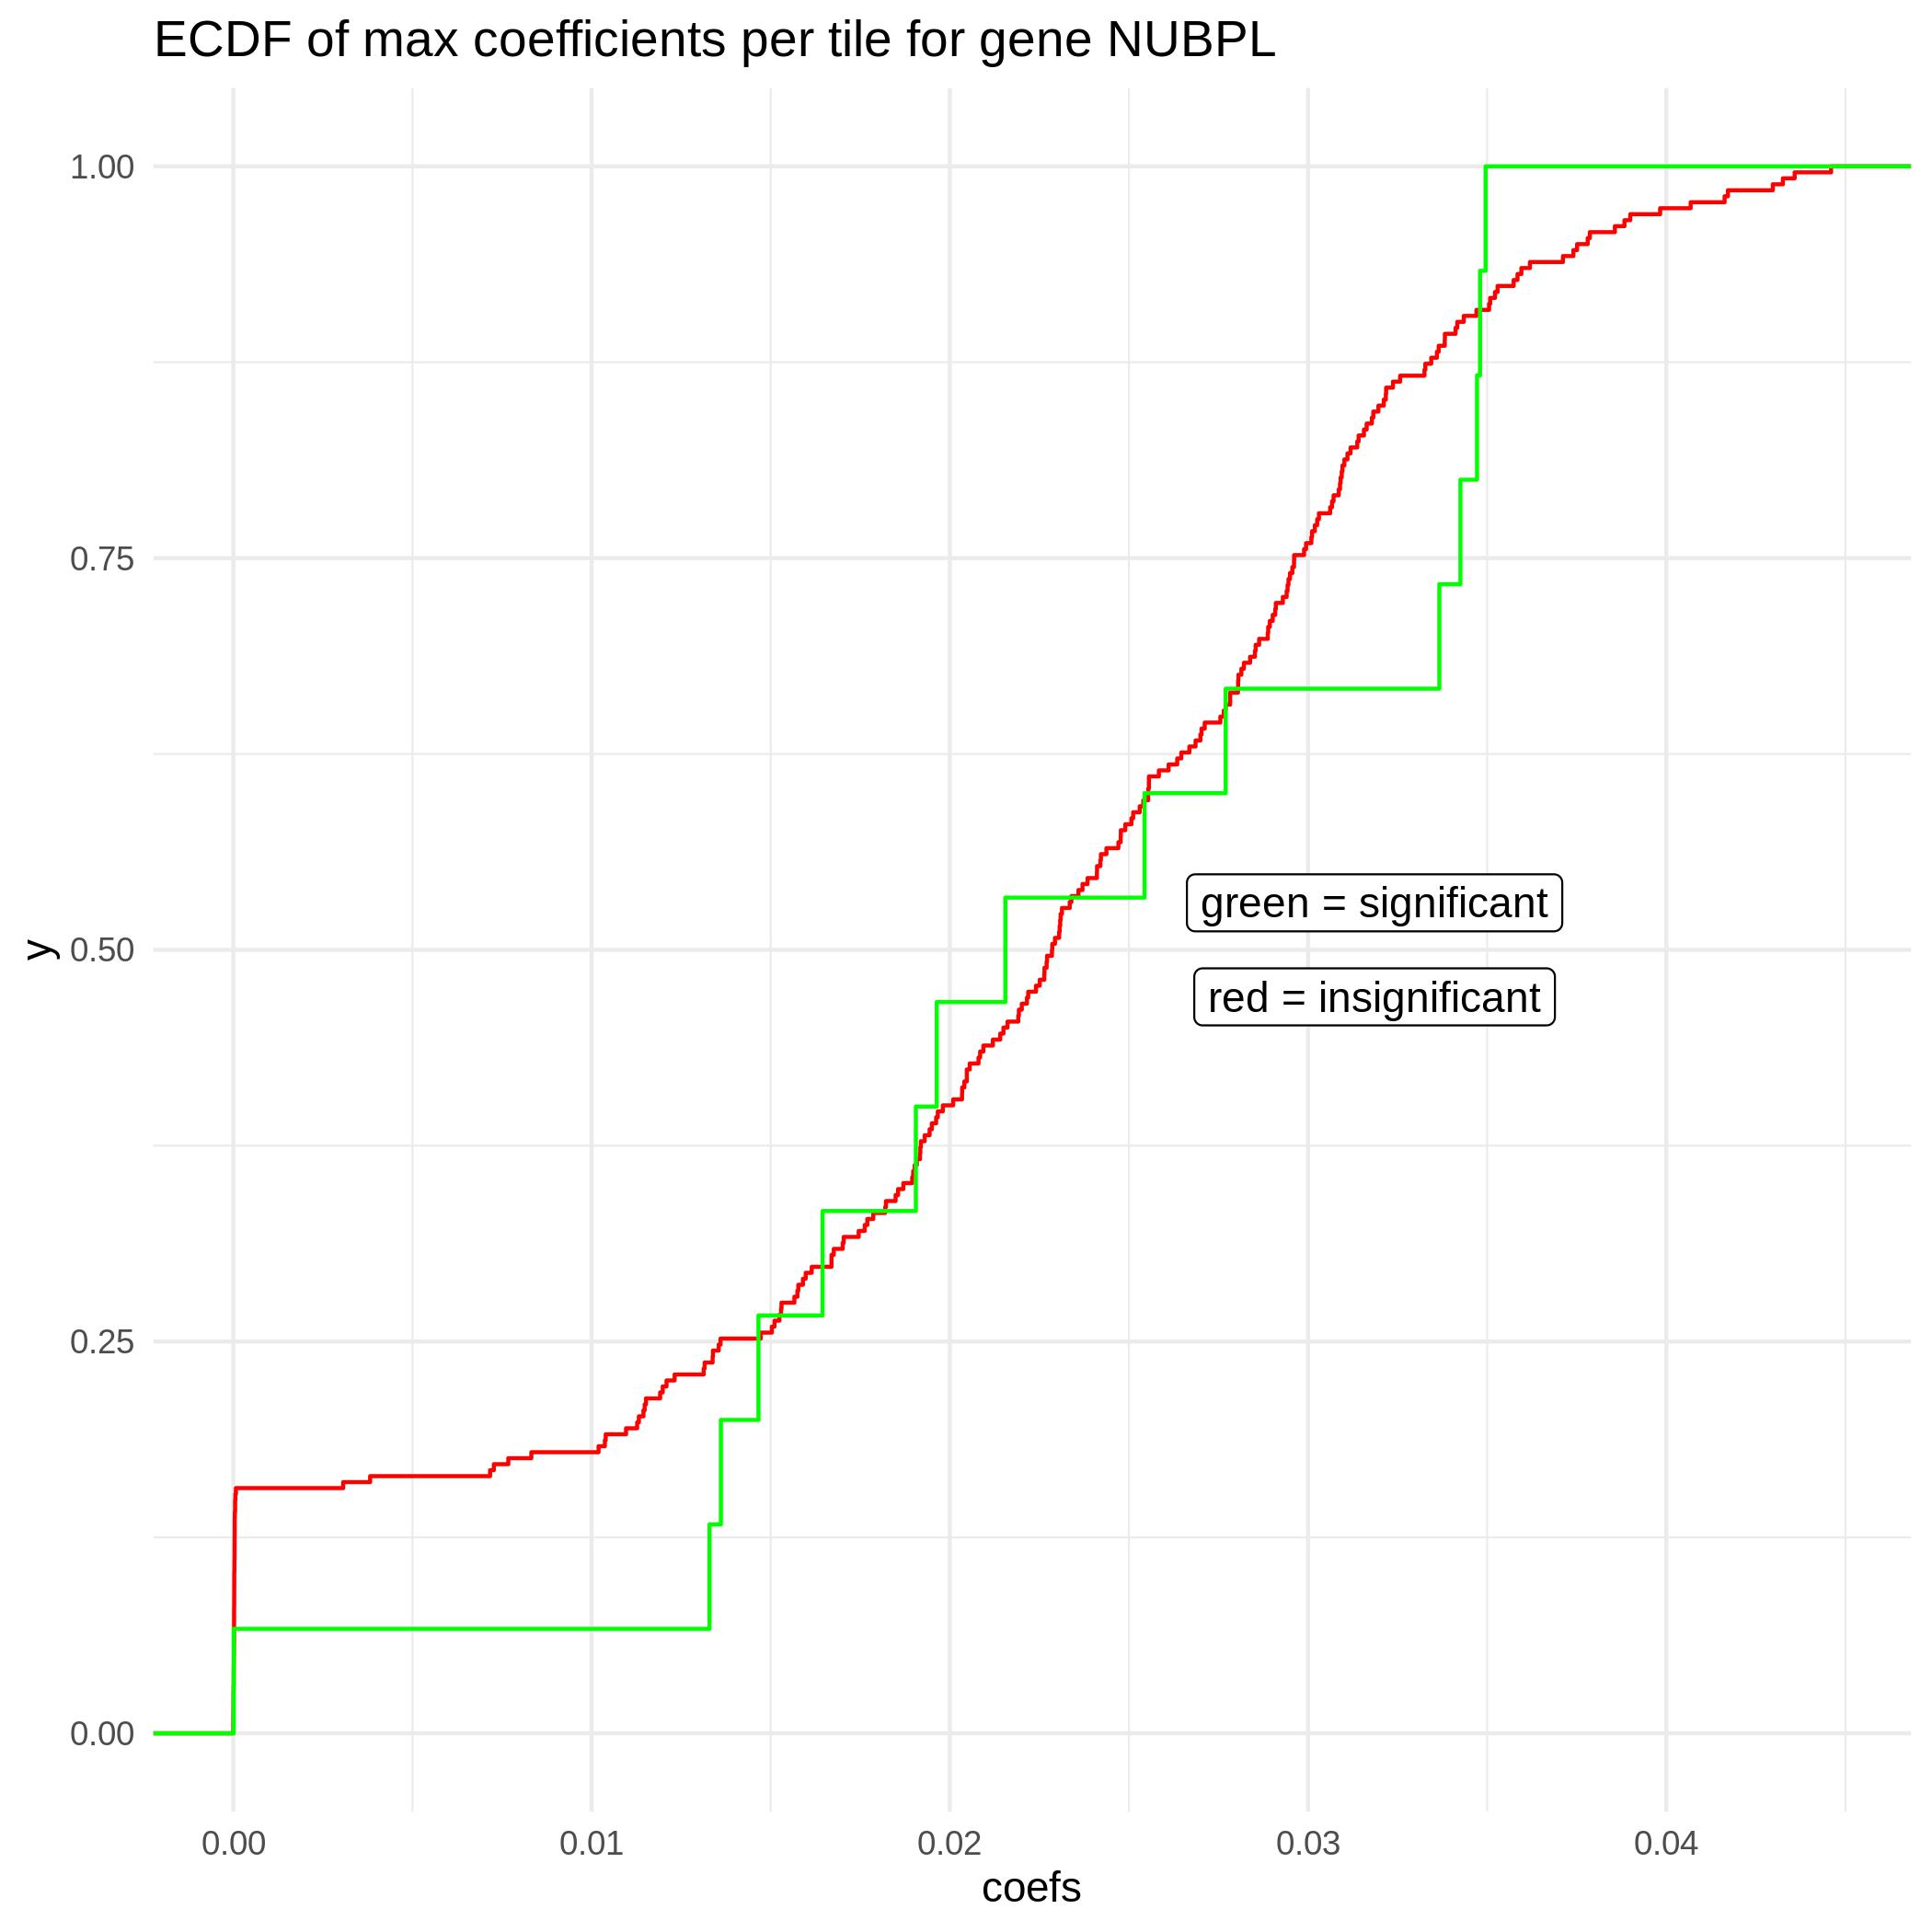 ECDF of max coefficients per tile for gene NUBPL
1.00
0.75
0.50
0.25
0.00
y
green = significant
red = insignificant
0.00 0.01 0.02 0.03 0.04
coefs